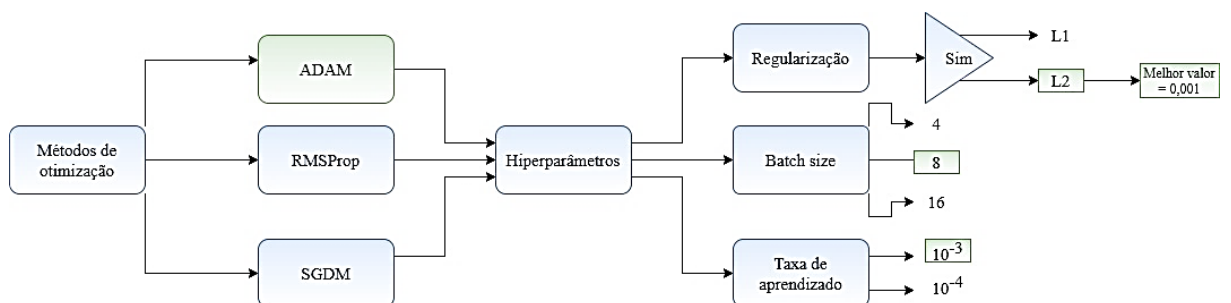 Métodos de
otimização
ADAM
RMSProp
SGDM
Hiperparâmetros
Regularização
Sim
L1
L2
Melhor valor
= 0,001
Batch size
4
8
16
Taxa de
aprendizado
10⁻³
10⁻⁴